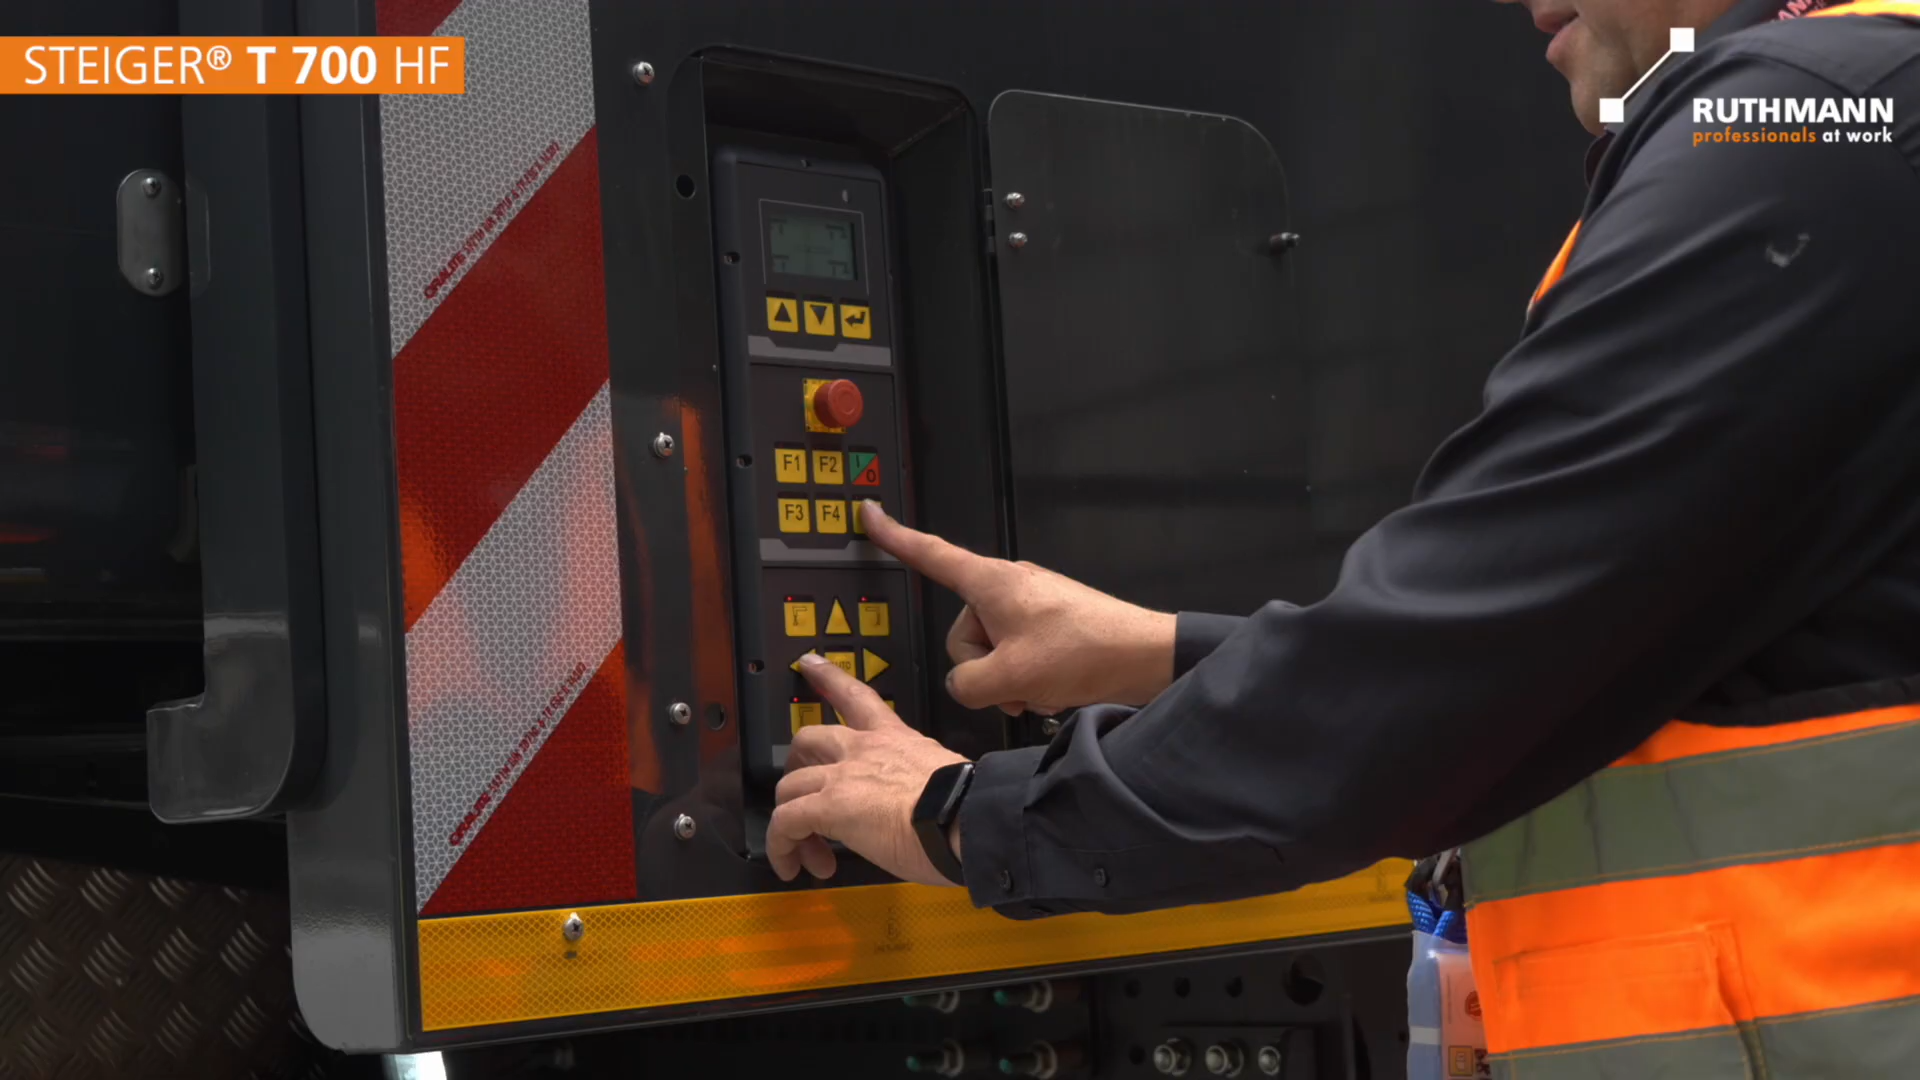 STEIGER® T 700 HF
RUTHMANN
professionals at work
F1 F2 I
O
F3 F4